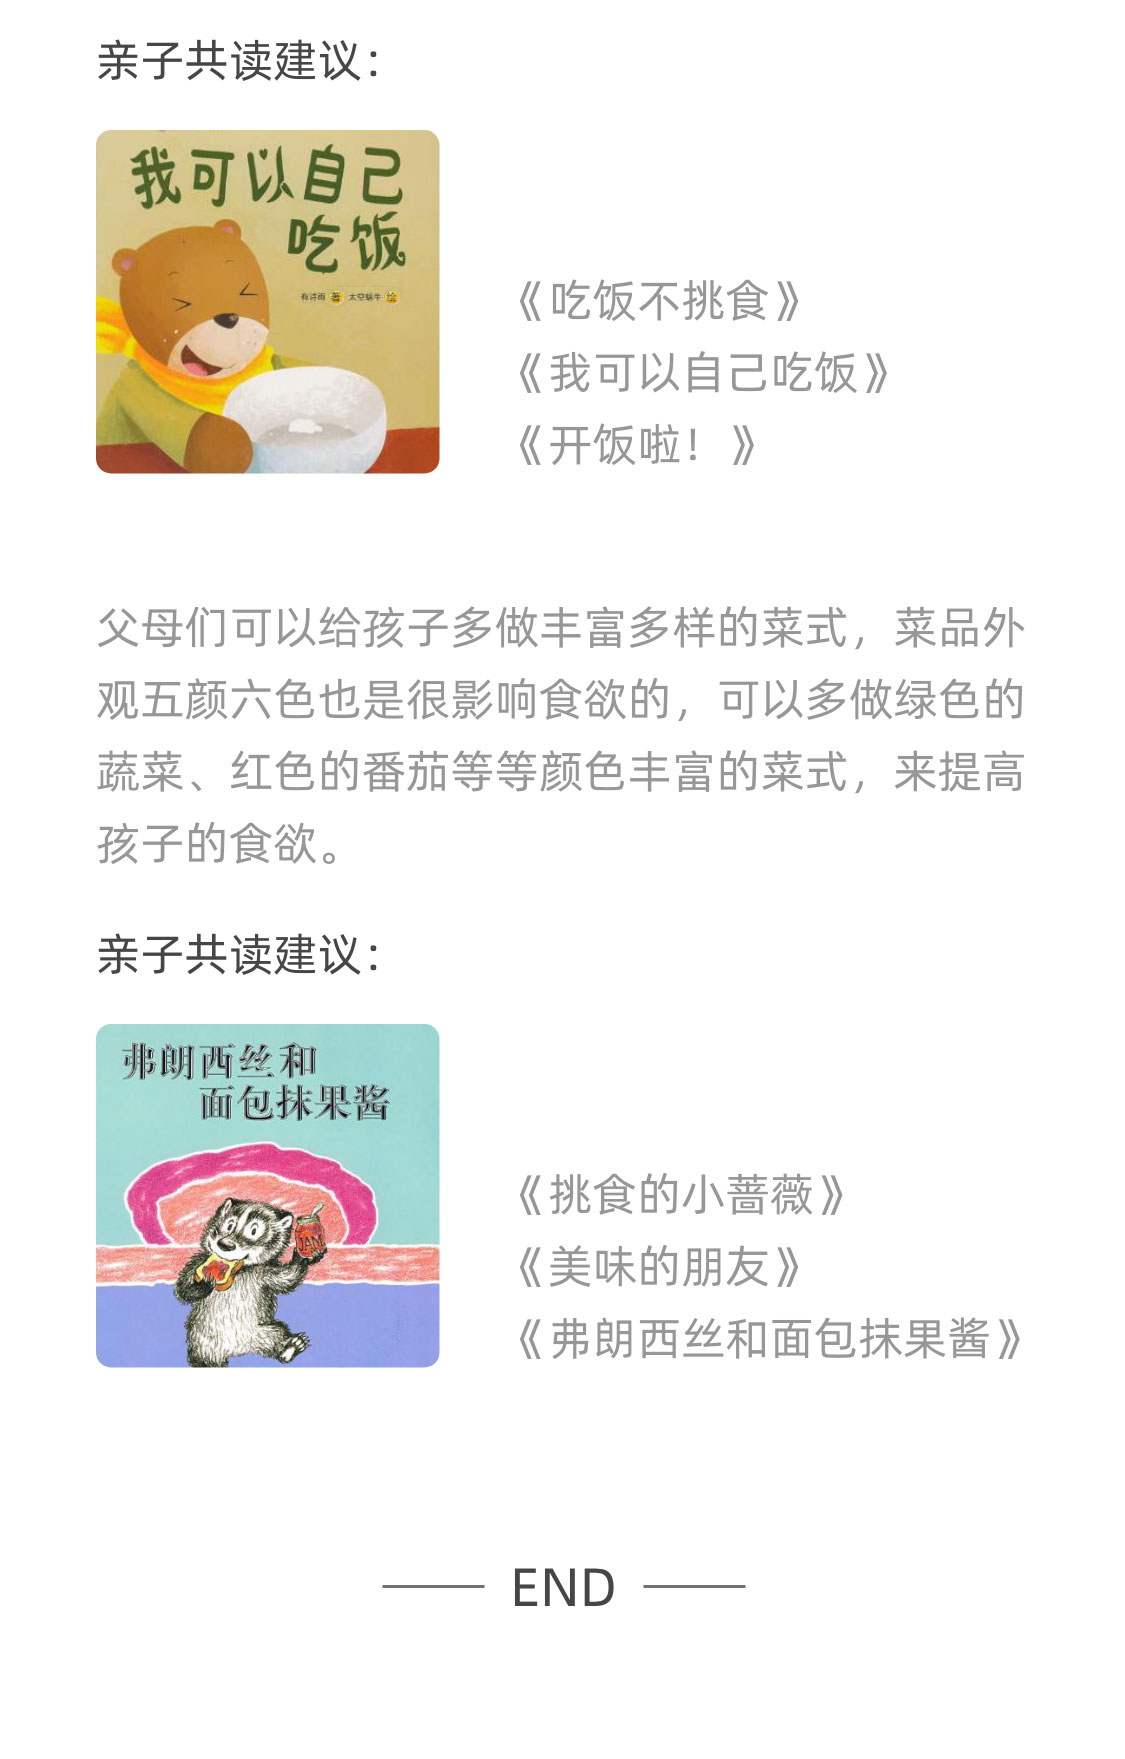 亲子共读建议：
我可以自己
吃饭
有诗雨 著 太空蜗牛 绘
《吃饭不挑食》
《我可以自己吃饭》
《开饭啦！》
父母们可以给孩子多做丰富多样的菜式，菜品外
观五颜六色也是很影响食欲的，可以多做绿色的
蔬菜、红色的番茄等等颜色丰富的菜式，来提高
孩子的食欲。
亲子共读建议：
弗朗西丝和
面包抹果酱
JAM
《挑食的小蔷薇》
《美味的朋友》
《弗朗西丝和面包抹果酱》
END